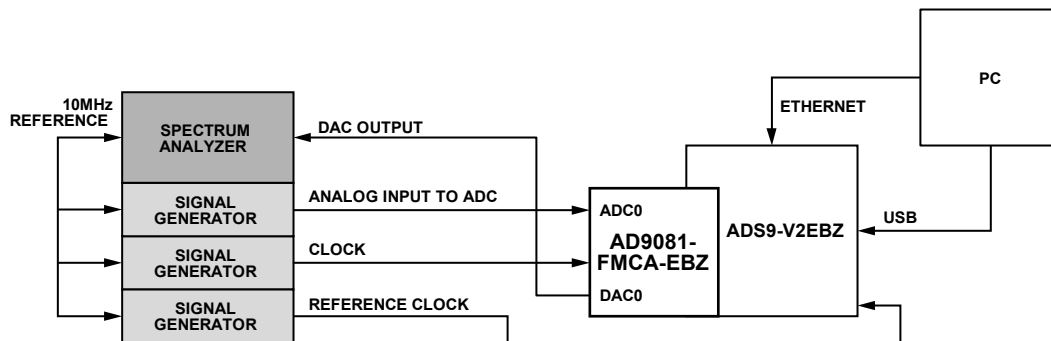 PC
ETHERNET
10MHz
REFERENCE
SPECTRUM
ANALYZER
DAC OUTPUT
SIGNAL
GENERATOR
ANALOG INPUT TO ADC
ADC0
AD9081-
FMCA-EBZ
DAC0
ADS9-V2EBZ
USB
SIGNAL
GENERATOR
CLOCK
SIGNAL
GENERATOR
REFERENCE CLOCK